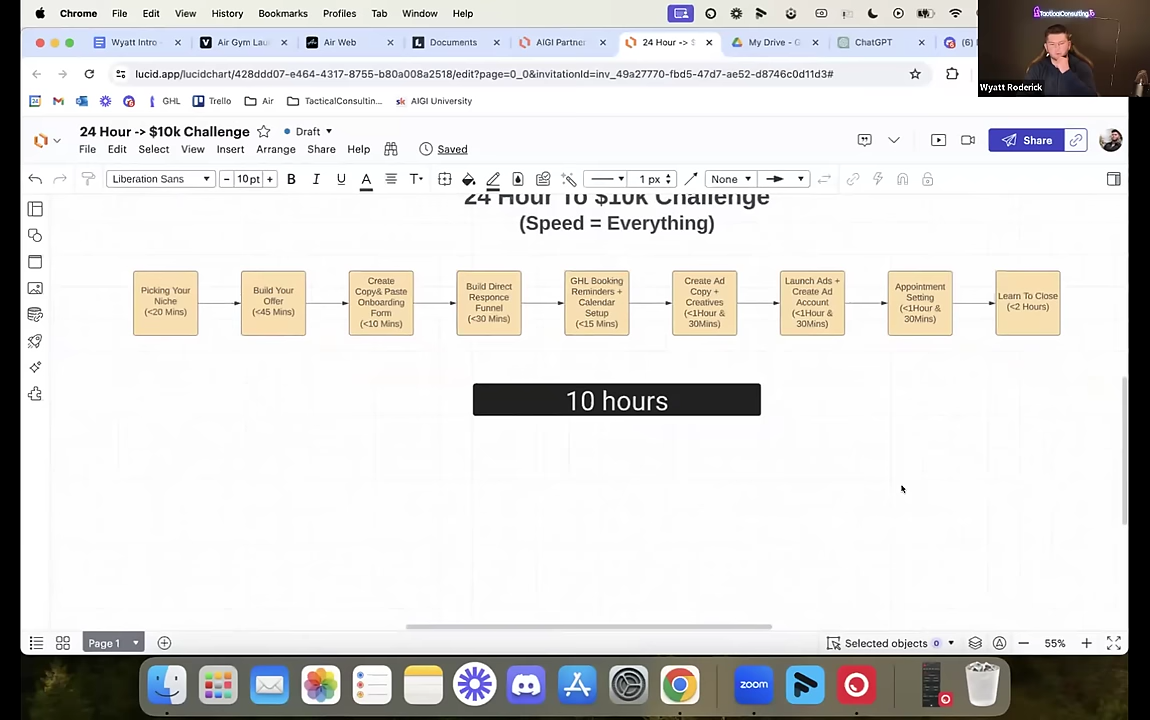 Chrome File Edit View History Bookmarks Profiles Tab Window Help
TacticalConsulting.
Wyatt Roderick
Wyatt Intro - Air Gym Lau Air Web Documents AIGI Partner 24 Hour -> $ My Drive - G ChatGPT (6)
lucid.app/lucidchart/428ddd07-e464-4317-8755-b80a008a2518/edit?page=0_0&invitationId=inv_49a27770-fbd5-47d7-ae52-d8746c0d11d3#
GHL Trello Air TacticalConsultin... AIGI University
24 Hour -> $10k Challenge Draft
File Edit Select View Insert Arrange Share Help Saved
Share
Liberation Sans 10 pt B I U A T 1 px None
24 Hour To $10k Challenge
(Speed = Everything)
Picking Your
Niche
(<20 Mins)
Build Your
Offer
(<45 Mins)
Create
Copy& Paste
Onboarding
Form
(<10 Mins)
Build Direct
Responce
Funnel
(<30 Mins)
GHL Booking
Reminders +
Calendar
Setup
(<15 Mins)
Create Ad
Copy +
Creatives
(<1Hour &
30Mins)
Launch Ads +
Create Ad
Account
(<1Hour &
30Mins)
Appointment
Setting
(<1Hour &
30Mins)
Learn To Close
(<2 Hours)
10 hours
Page 1
Selected objects 0 55%
zoom